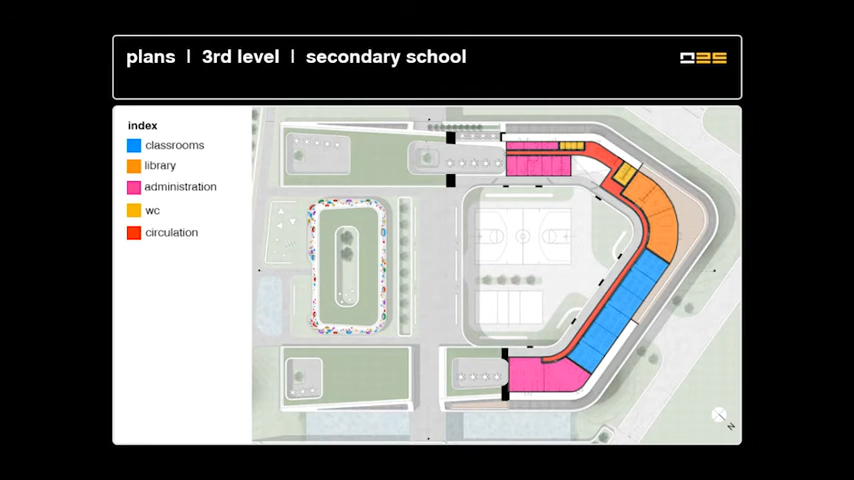 plans | 3rd level | secondary school
index
classrooms
library
administration
wc
circulation
N